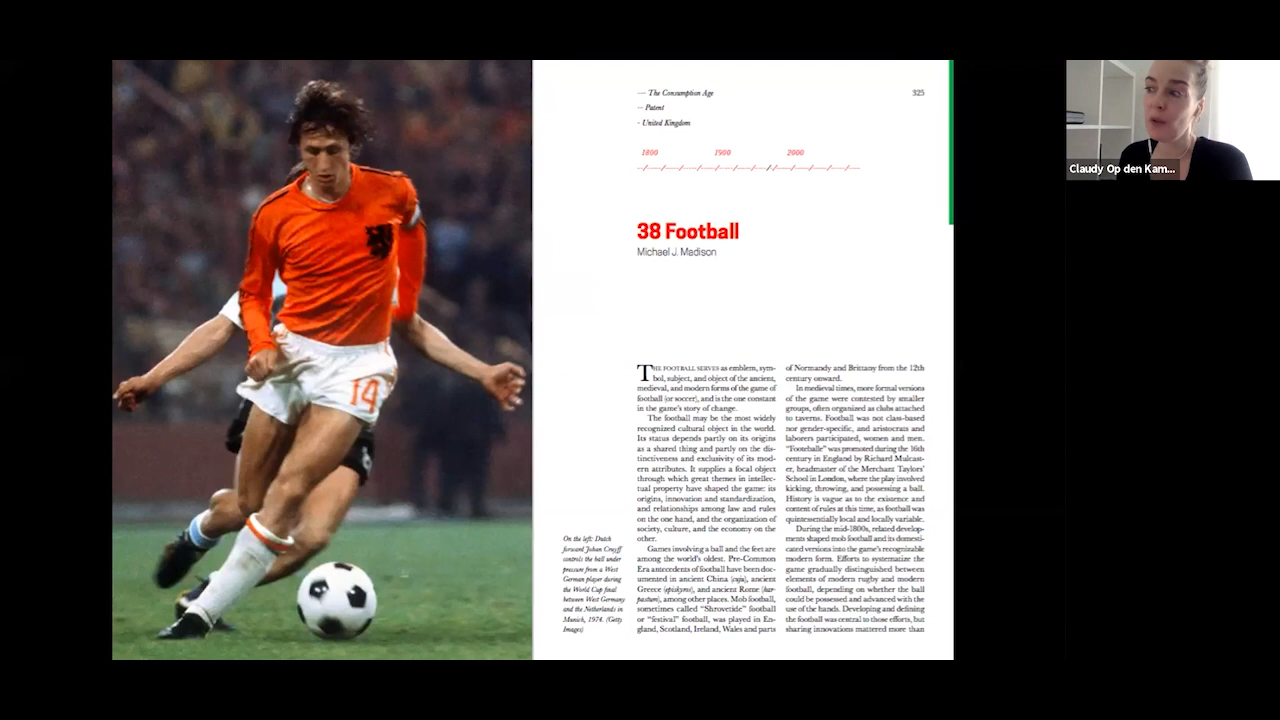 — The Consumption Age
325
– Patent
- United Kingdom
1800
1900
2000
38 Football
Michael J. Madison
THE FOOTBALL SERVES as emblem, sym-
bol, subject, and object of the ancient,
medieval, and modern forms of the game of
football (or soccer), and is the one constant
in the game's story of change.
The football may be the most widely
recognized cultural object in the world.
Its status depends partly on its origins
as a shared thing and partly on the dis-
tinctiveness and exclusivity of its mod-
ern attributes. It supplies a focal object
through which great themes in intellec-
tual property have shaped the game: its
origins, innovation and standardization,
and relationships among law and rules
on the one hand, and the organization of
society, culture, and the economy on the
other.
Games involving a ball and the feet are
among the world's oldest. Pre-Common
Era antecedents of football have been doc-
umented in ancient China (cuju), ancient
Greece (episkyros), and ancient Rome (har-
pastum), among other places. Mob football,
sometimes called "Shrovetide" football
or "festival" football, was played in En-
gland, Scotland, Ireland, Wales and parts
of Normandy and Brittany from the 12th
century onward.
In medieval times, more formal versions
of the game were contested by smaller
groups, often organized as clubs attached
to taverns. Football was not class-based
nor gender-specific, and aristocrats and
laborers participated, women and men.
"Footeballe" was promoted during the 16th
century in England by Richard Mulcast-
er, headmaster of the Merchant Taylors'
School in London, where the play involved
kicking, throwing, and possessing a ball.
History is vague as to the existence and
content of rules at this time, as football was
quintessentially local and locally variable.
During the mid-1800s, related develop-
ments shaped mob football and its domesti-
cated versions into the game's recognizable
modern form. Efforts to systematize the
game gradually distinguished between
elements of modern rugby and modern
football, depending on whether the ball
could be possessed and advanced with the
use of the hands. Developing and defining
the football was central to those efforts, but
sharing innovations mattered more than
On the left: Dutch
forward Johan Cruyff
controls the ball under
pressure from a West
German player during
the World Cup final
between West Germany
and the Netherlands in
Munich, 1974. (Getty
Images)
14
Claudy Op den Kam...